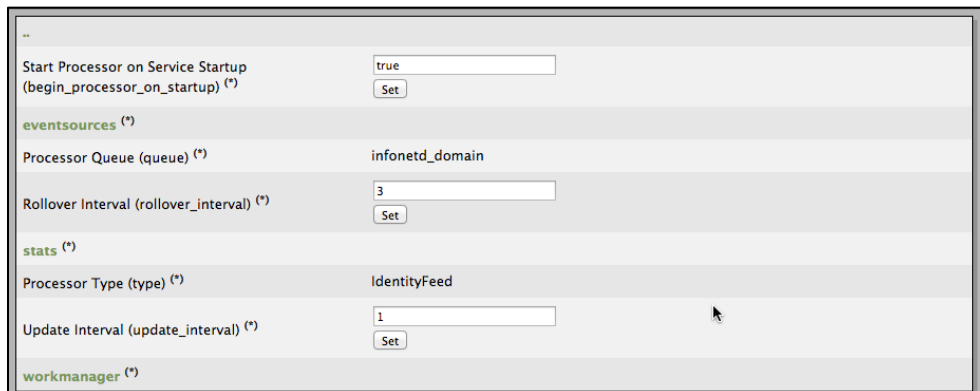 ..
Start Processor on Service Startup
(begin_processor_on_startup) (*)
true
Set
eventsources (*)
Processor Queue (queue) (*)
infonetd_domain
Rollover Interval (rollover_interval) (*)
3
Set
stats (*)
Processor Type (type) (*)
IdentityFeed
Update Interval (update_interval) (*)
1
Set
workmanager (*)